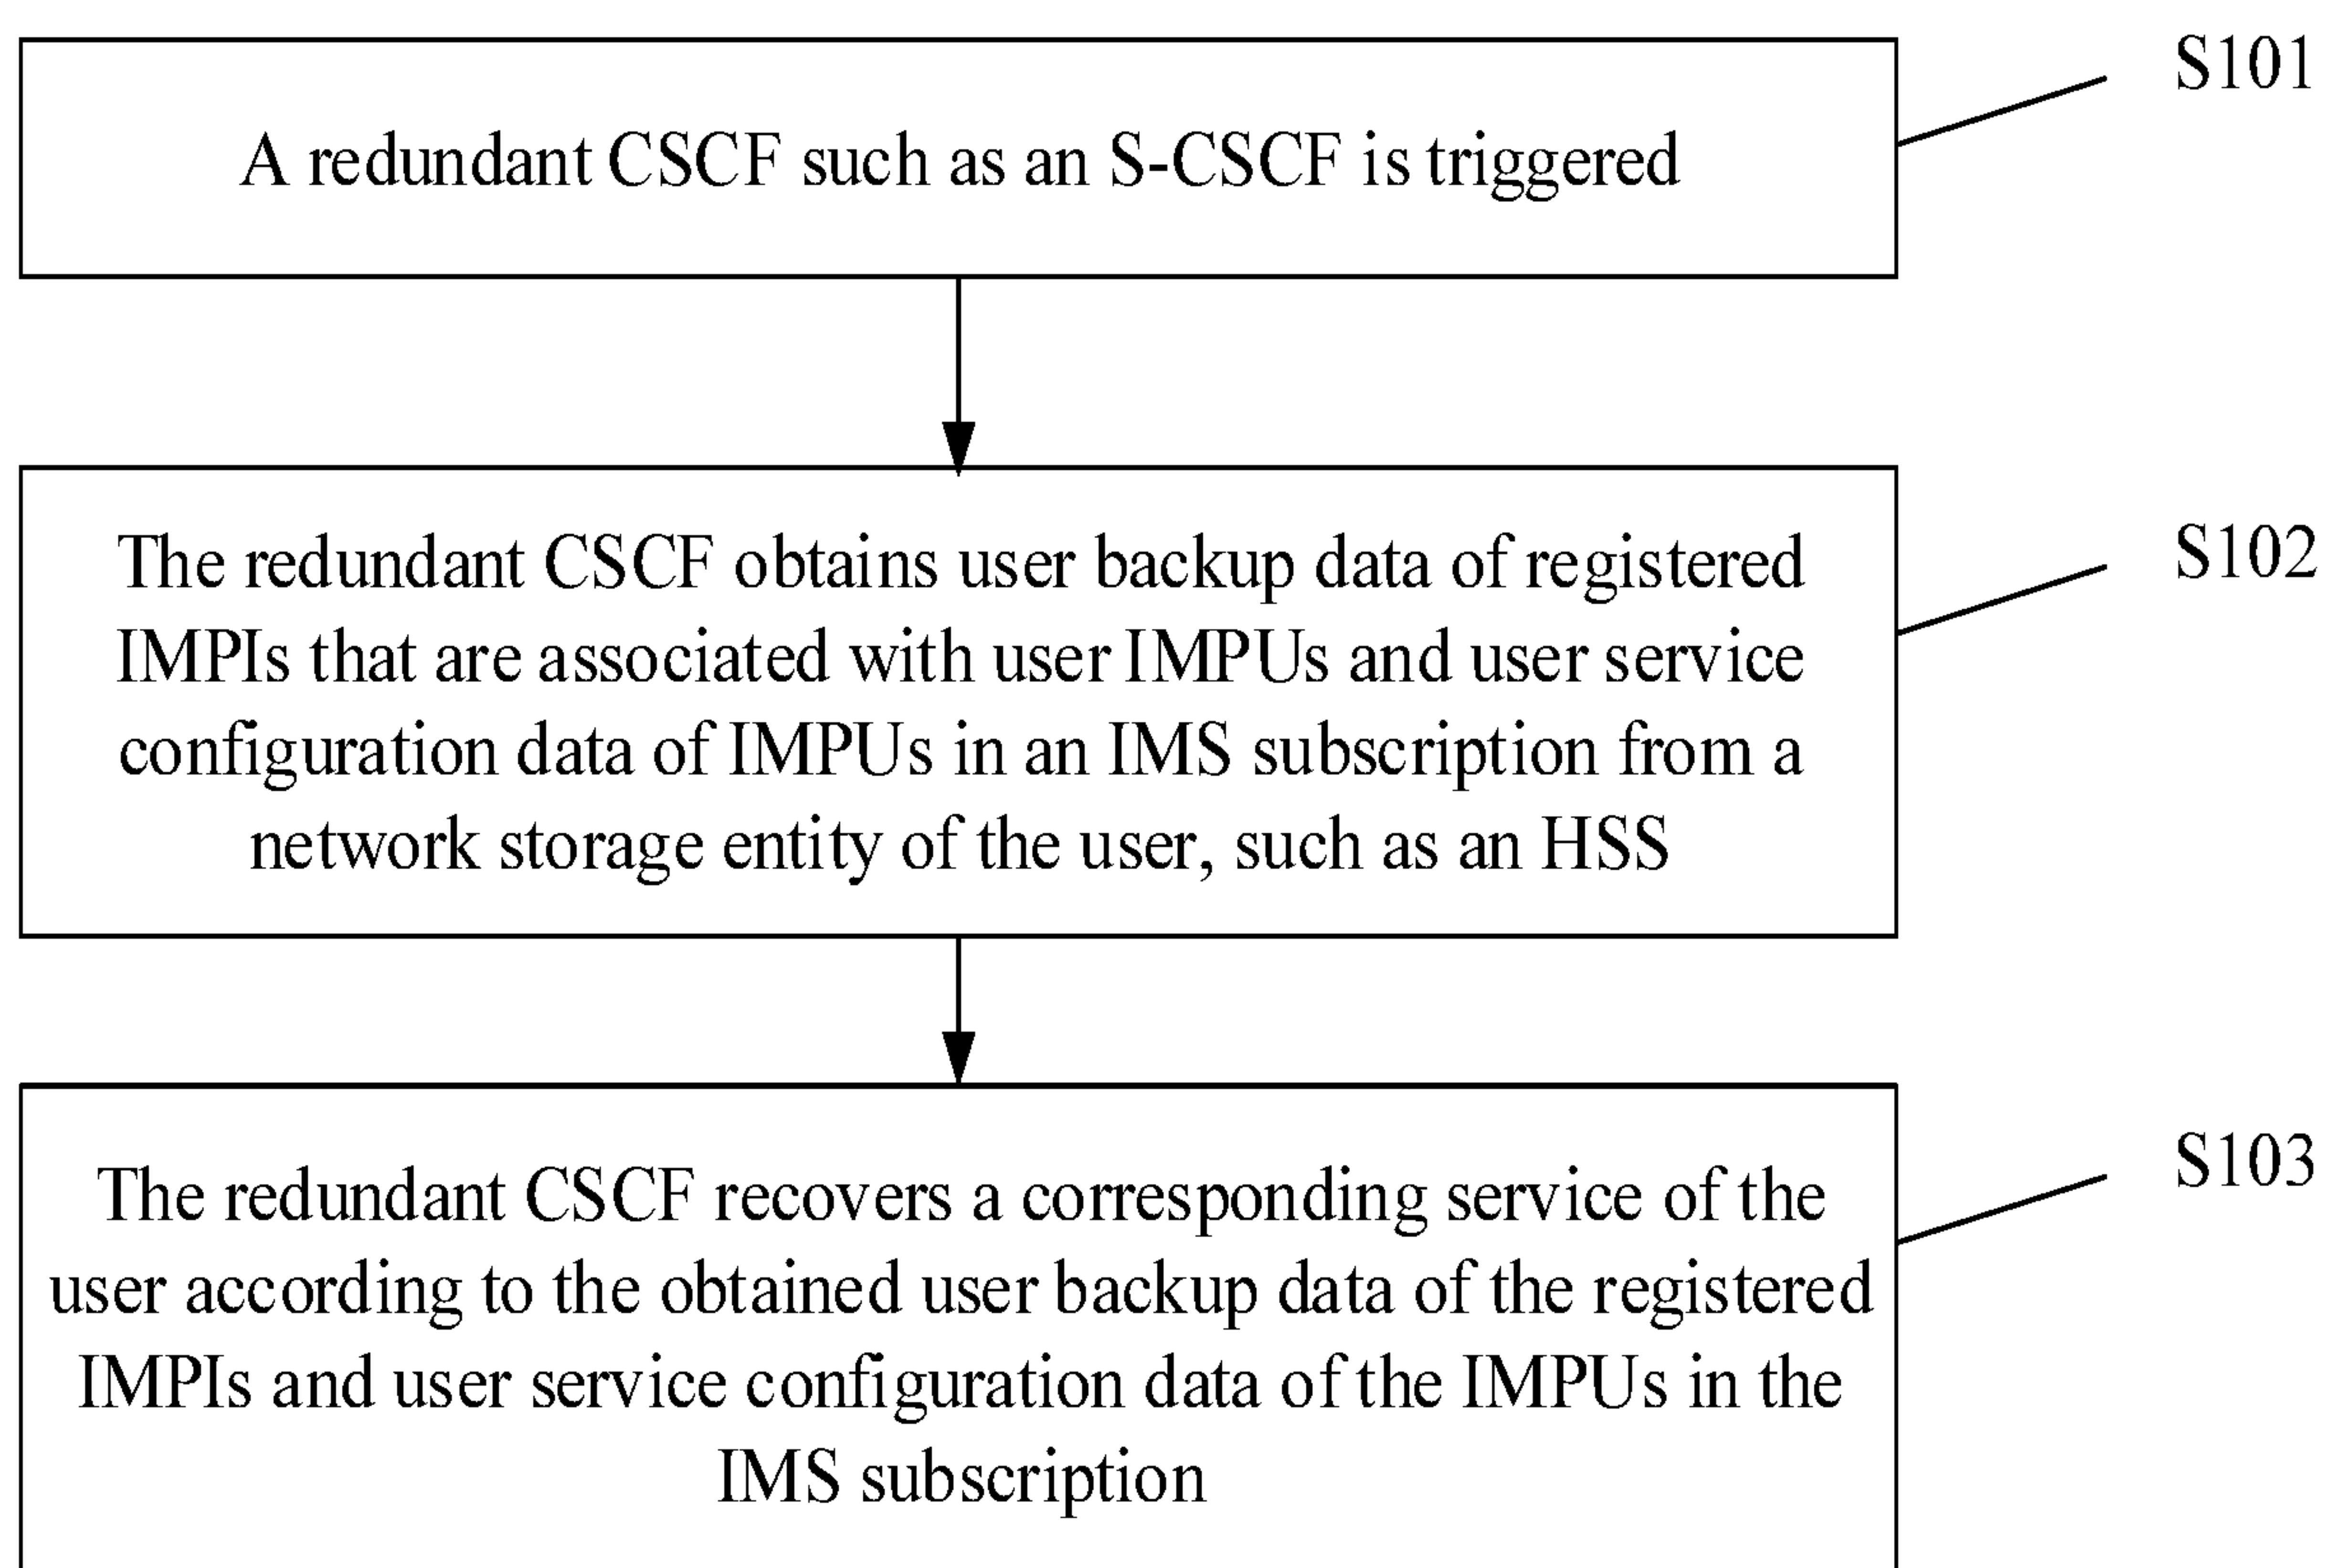 A redundant CSCF such as an S-CSCF is triggered
S101
The redundant CSCF obtains user backup data of registered
IMPIs that are associated with user IMPUs and user service
configuration data of IMPUs in an IMS subscription from a
network storage entity of the user, such as an HSS
S102
The redundant CSCF recovers a corresponding service of the
user according to the obtained user backup data of the registered
IMPIs and user service configuration data of the IMPUs in the
IMS subscription
S103